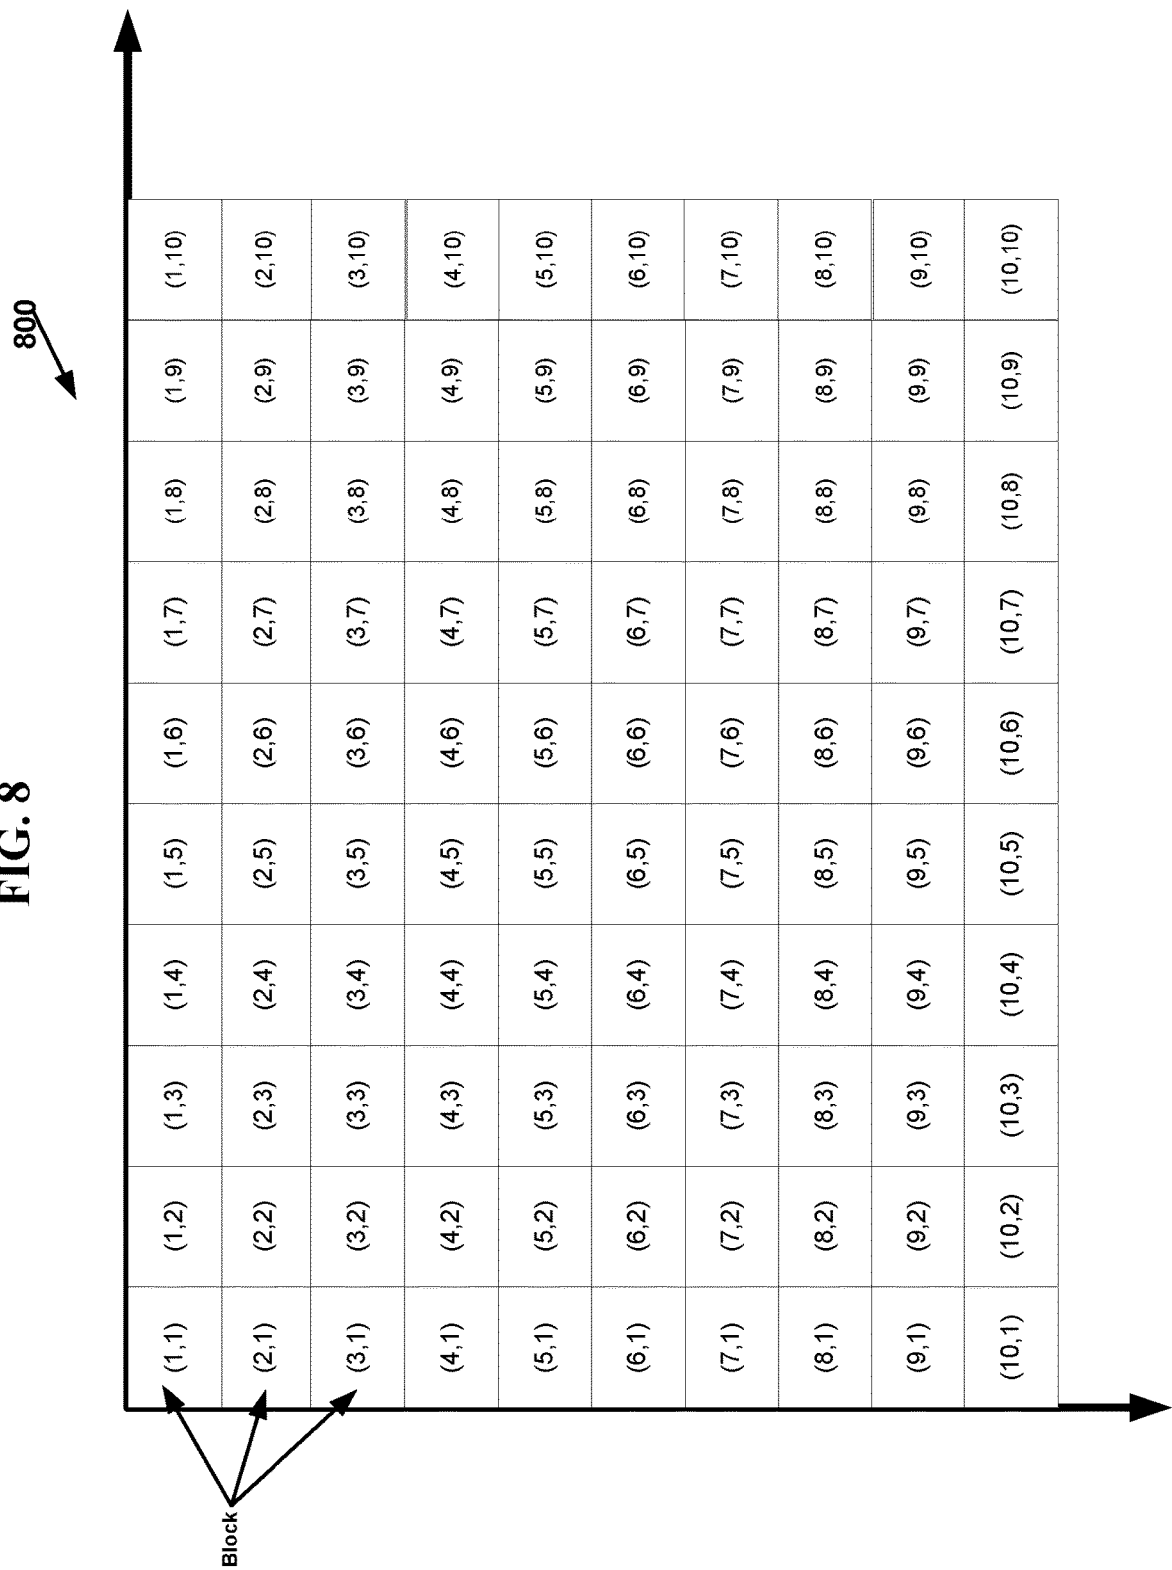 FIG. 8
800
Block
(1,1) (1,2) (1,3) (1,4) (1,5) (1,6) (1,7) (1,8) (1,9) (1,10)
(2,1) (2,2) (2,3) (2,4) (2,5) (2,6) (2,7) (2,8) (2,9) (2,10)
(3,1) (3,2) (3,3) (3,4) (3,5) (3,6) (3,7) (3,8) (3,9) (3,10)
(4,1) (4,2) (4,3) (4,4) (4,5) (4,6) (4,7) (4,8) (4,9) (4,10)
(5,1) (5,2) (5,3) (5,4) (5,5) (5,6) (5,7) (5,8) (5,9) (5,10)
(6,1) (6,2) (6,3) (6,4) (6,5) (6,6) (6,7) (6,8) (6,9) (6,10)
(7,1) (7,2) (7,3) (7,4) (7,5) (7,6) (7,7) (7,8) (7,9) (7,10)
(8,1) (8,2) (8,3) (8,4) (8,5) (8,6) (8,7) (8,8) (8,9) (8,10)
(9,1) (9,2) (9,3) (9,4) (9,5) (9,6) (9,7) (9,8) (9,9) (9,10)
(10,1) (10,2) (10,3) (10,4) (10,5) (10,6) (10,7) (10,8) (10,9) (10,10)